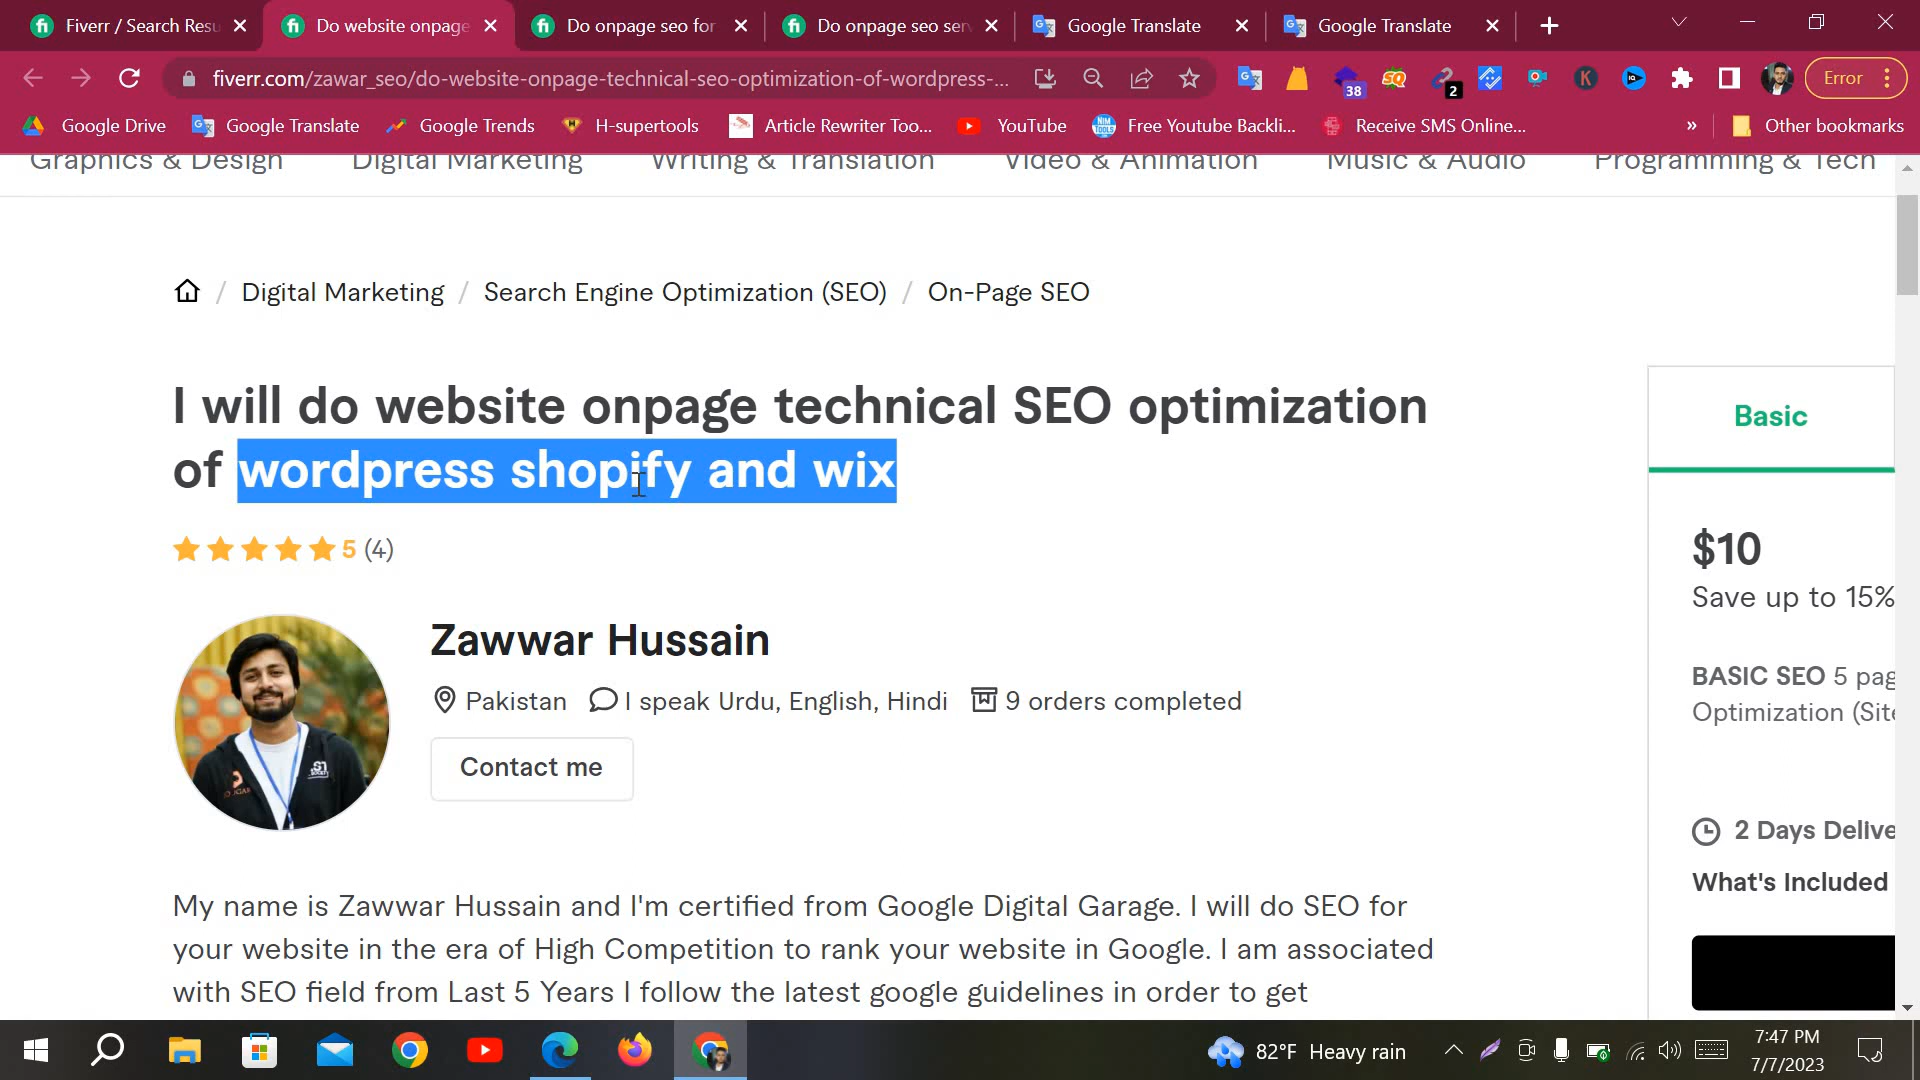 Fiverr / Search Resu
Do website onpage
Do onpage seo for
Do onpage seo serv
Google Translate
Google Translate
fiverr.com/zawar_seo/do-website-onpage-technical-seo-optimization-of-wordpress-...
38
2
Error
Google Drive
Google Translate
Google Trends
H-supertools
Article Rewriter Too...
YouTube
Free Youtube Backli...
Receive SMS Online...
»
Other bookmarks
Graphics & Design
Digital Marketing
Writing & Translation
Video & Animation
Music & Audio
Programming & Tech
/ Digital Marketing / Search Engine Optimization (SEO) / On-Page SEO
I will do website onpage technical SEO optimization
of wordpress shopify and wix
5 (4)
Zawwar Hussain
Pakistan
I speak Urdu, English, Hindi
9 orders completed
Contact me
My name is Zawwar Hussain and I'm certified from Google Digital Garage. I will do SEO for
your website in the era of High Competition to rank your website in Google. I am associated
with SEO field from Last 5 Years I follow the latest google guidelines in order to get
Basic
$10
Save up to 15%
BASIC SEO 5 pag
Optimization (Site
2 Days Delive
What's Included
82°F Heavy rain
7:47 PM
7/7/2023